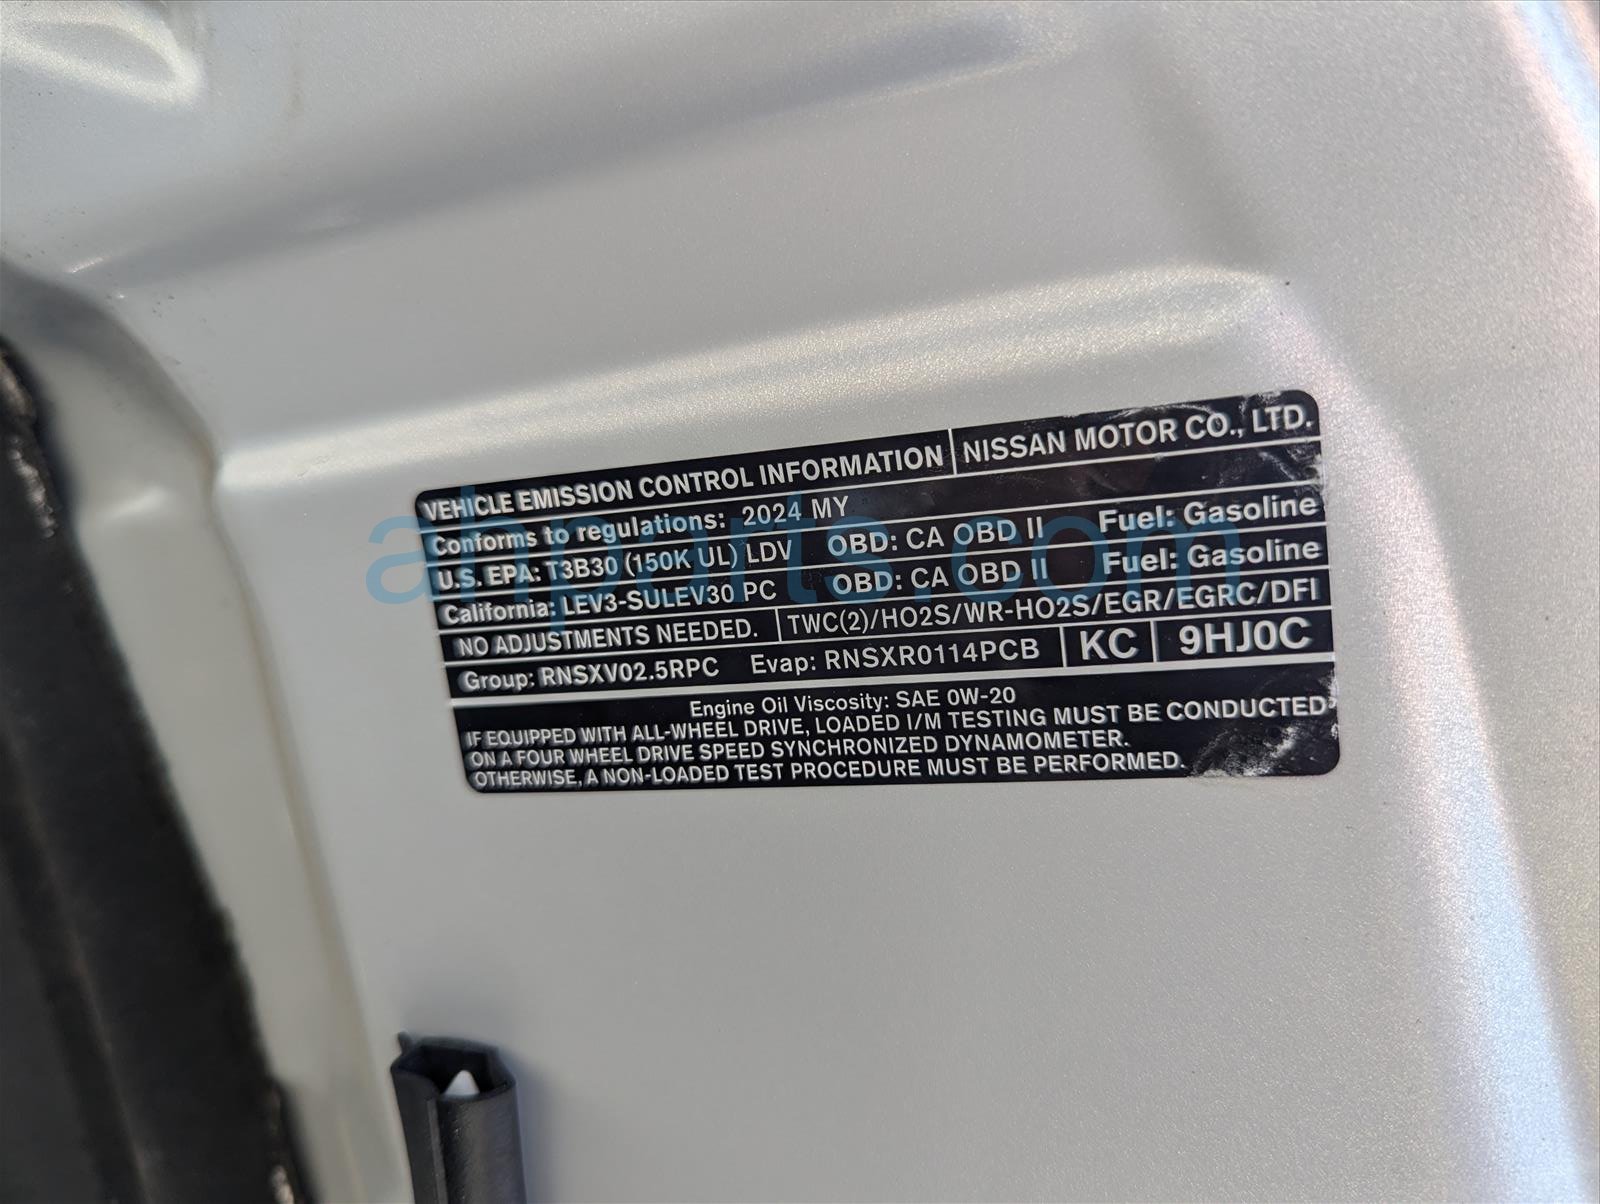 VEHICLE EMISSION CONTROL INFORMATION NISSAN MOTOR CO., LTD.
Conforms to regulations: 2024 MY
U.S. EPA: T3B30 (150K UL) LDV OBD: CA OBD II Fuel: Gasoline
California: LEV3-SULEV30 PC OBD: CA OBD II Fuel: Gasoline
NO ADJUSTMENTS NEEDED. TWC(2)/HO2S/WR-HO2S/EGR/EGRC/DFI
Group: RNSXV02.5RPC Evap: RNSXR0114PCB KC 9HJ0C
Engine Oil Viscosity: SAE 0W-20
IF EQUIPPED WITH ALL-WHEEL DRIVE, LOADED I/M TESTING MUST BE CONDUCTED
ON A FOUR WHEEL DRIVE SPEED SYNCHRONIZED DYNAMOMETER.
OTHERWISE, A NON-LOADED TEST PROCEDURE MUST BE PERFORMED.
ahparts.com